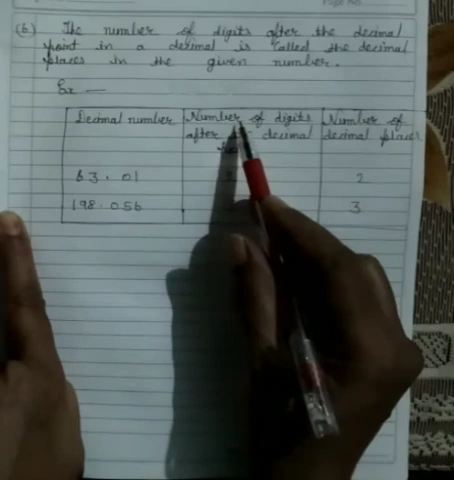 (6) The number of digits after the decimal
point in a decimal is called the decimal
places in the given number.
Ex —
Decimal number Number of digits Number of
after decimal decimal places
63.01 2 2
198.056 3